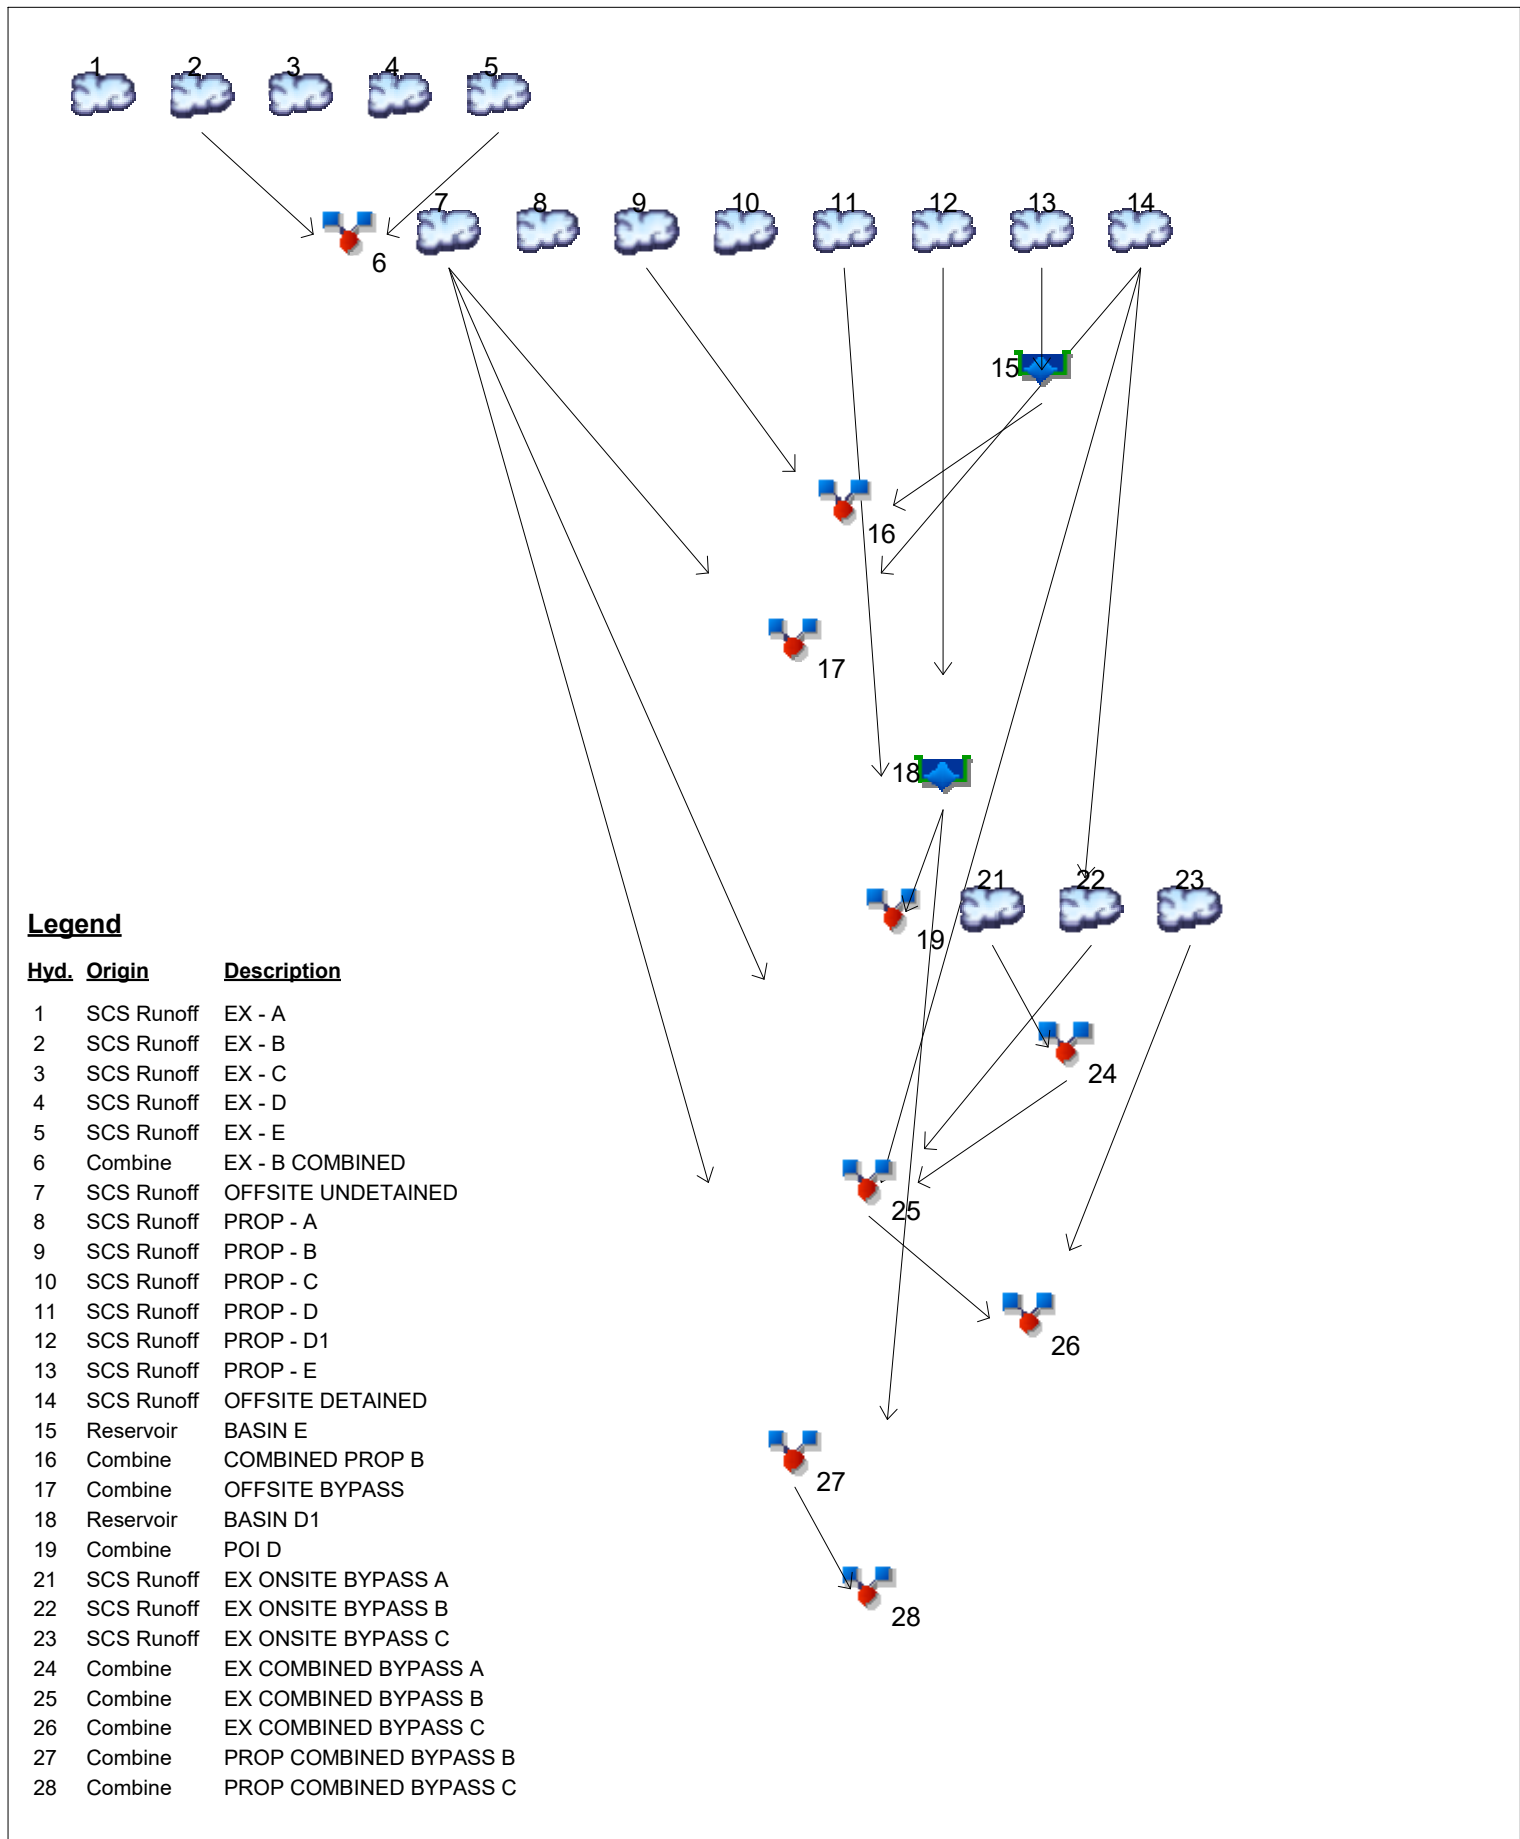 1 2 3 4 5
6 7 8 9 10 11 12 13 14
15
16
17
18
19 21 22 23
24
25
26
27
28
Legend
Hyd. Origin Description
1 SCS Runoff EX - A
2 SCS Runoff EX - B
3 SCS Runoff EX - C
4 SCS Runoff EX - D
5 SCS Runoff EX - E
6 Combine EX - B COMBINED
7 SCS Runoff OFFSITE UNDETAINED
8 SCS Runoff PROP - A
9 SCS Runoff PROP - B
10 SCS Runoff PROP - C
11 SCS Runoff PROP - D
12 SCS Runoff PROP - D1
13 SCS Runoff PROP - E
14 SCS Runoff OFFSITE DETAINED
15 Reservoir BASIN E
16 Combine COMBINED PROP B
17 Combine OFFSITE BYPASS
18 Reservoir BASIN D1
19 Combine POI D
21 SCS Runoff EX ONSITE BYPASS A
22 SCS Runoff EX ONSITE BYPASS B
23 SCS Runoff EX ONSITE BYPASS C
24 Combine EX COMBINED BYPASS A
25 Combine EX COMBINED BYPASS B
26 Combine EX COMBINED BYPASS C
27 Combine PROP COMBINED BYPASS B
28 Combine PROP COMBINED BYPASS C